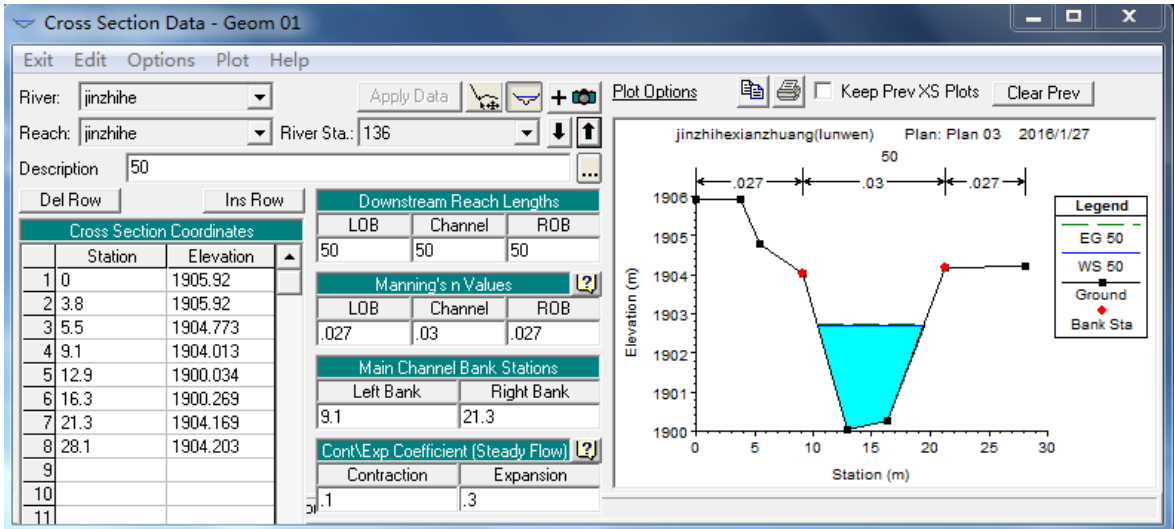 Cross Section Data - Geom 01
Exit Edit Options Plot Help
River: jinzhihe Apply Data
Reach: jinzhihe River Sta.: 136
Description 50 ...
Del Row Ins Row
Cross Section Coordinates
Station Elevation
1 0 1905.92
2 3.8 1905.92
3 5.5 1904.773
4 9.1 1904.013
5 12.9 1900.034
6 16.3 1900.269
7 21.3 1904.169
8 28.1 1904.203
9
10
11
Downstream Reach Lengths
LOB Channel ROB
50 50 50
Manning's n Values
LOB Channel ROB
.027 .03 .027
Main Channel Bank Stations
Left Bank Right Bank
9.1 21.3
Cont\Exp Coefficient (Steady Flow)
Contraction Expansion
.1 .3
Plot Options Keep Prev XS Plots Clear Prev
jinzhihexianzhuang(lunwen) Plan: Plan 03 2016/1/27
50
.027 .03 .027
1906
1905
1904
1903
1902
1901
1900
Elevation (m)
0 5 10 15 20 25 30
Station (m)
Legend
EG 50
WS 50
Ground
Bank Sta